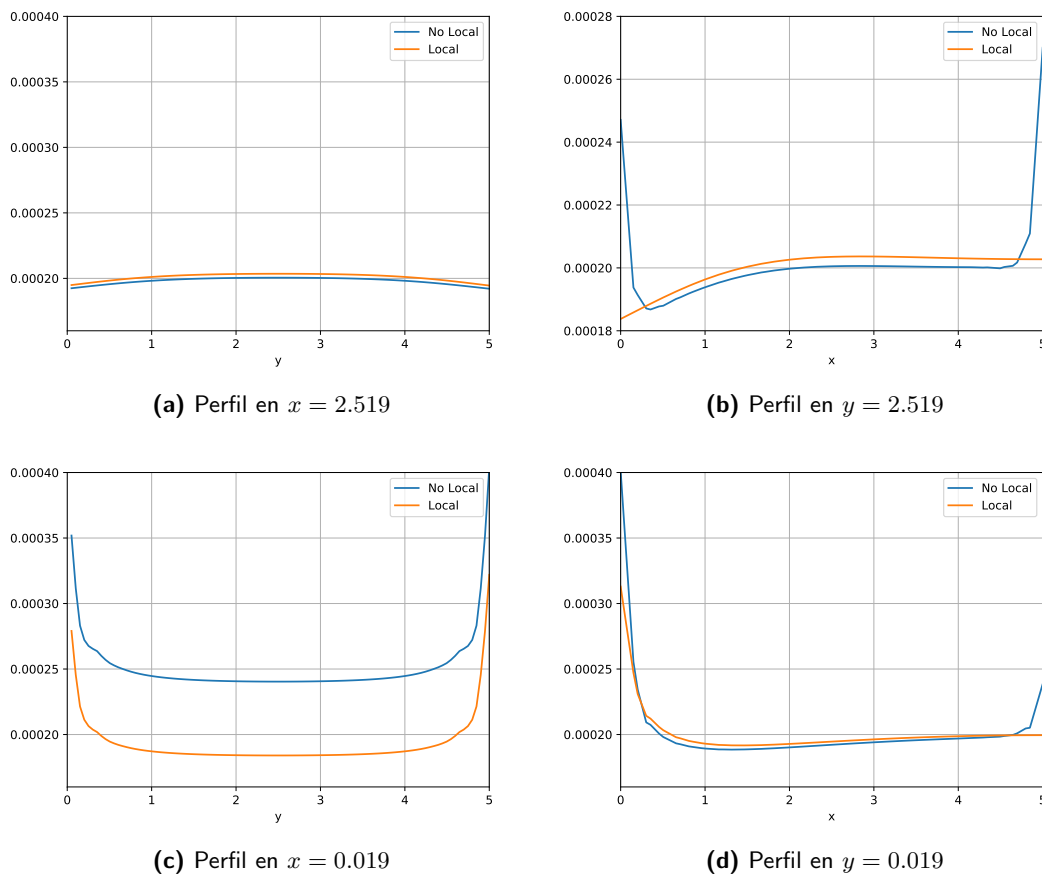 0.00040
0.00035
0.00030
0.00025
0.00020
0 1 2 3 4 5
y
No Local
Local
(a) Perfil en x = 2.519
0.00028
0.00026
0.00024
0.00022
0.00020
0.00018
0 1 2 3 4 5
x
No Local
Local
(b) Perfil en y = 2.519
0.00040
0.00035
0.00030
0.00025
0.00020
0 1 2 3 4 5
y
No Local
Local
(c) Perfil en x = 0.019
0.00040
0.00035
0.00030
0.00025
0.00020
0 1 2 3 4 5
x
No Local
Local
(d) Perfil en y = 0.019